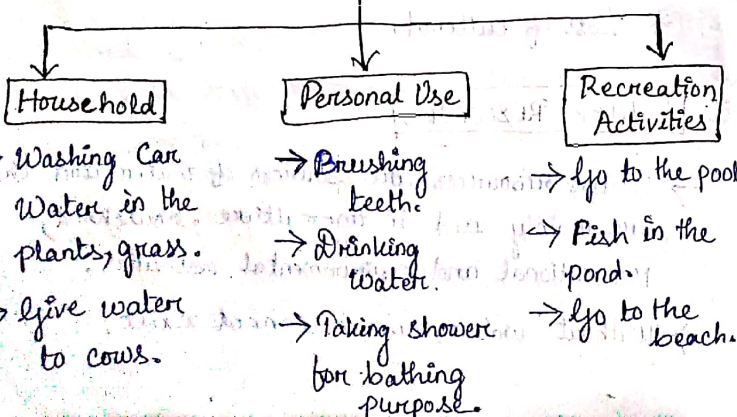 Household
Washing Car
Water in the
plants, grass.
→ Give water
to cows.
Personal Use
→ Brushing
teeth.
→ Drinking
Water.
→ Taking shower
for bathing
purpose.
Recreation
Activities
→ Go to the pool
→ Fish in the
pond.
→ Go to the
beach.